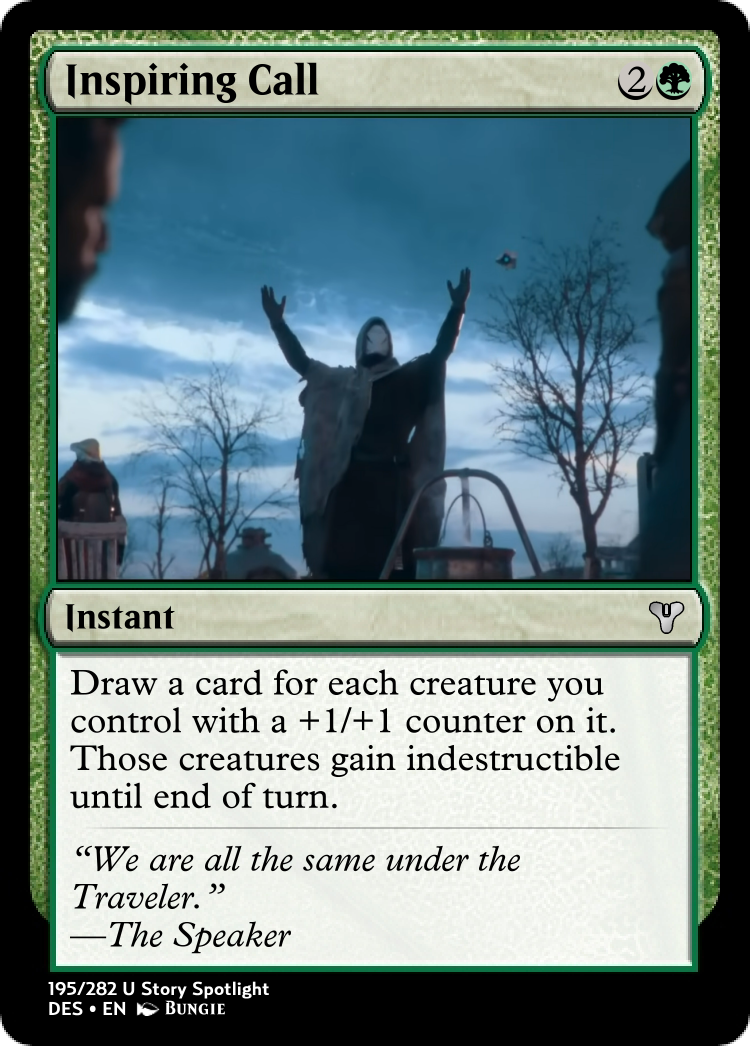 Inspiring Call 2
Instant
Draw a card for each creature you
control with a +1/+1 counter on it.
Those creatures gain indestructible
until end of turn.
“We are all the same under the
Traveler.”
—The Speaker
195/282 U Story Spotlight
DES • EN Bungie